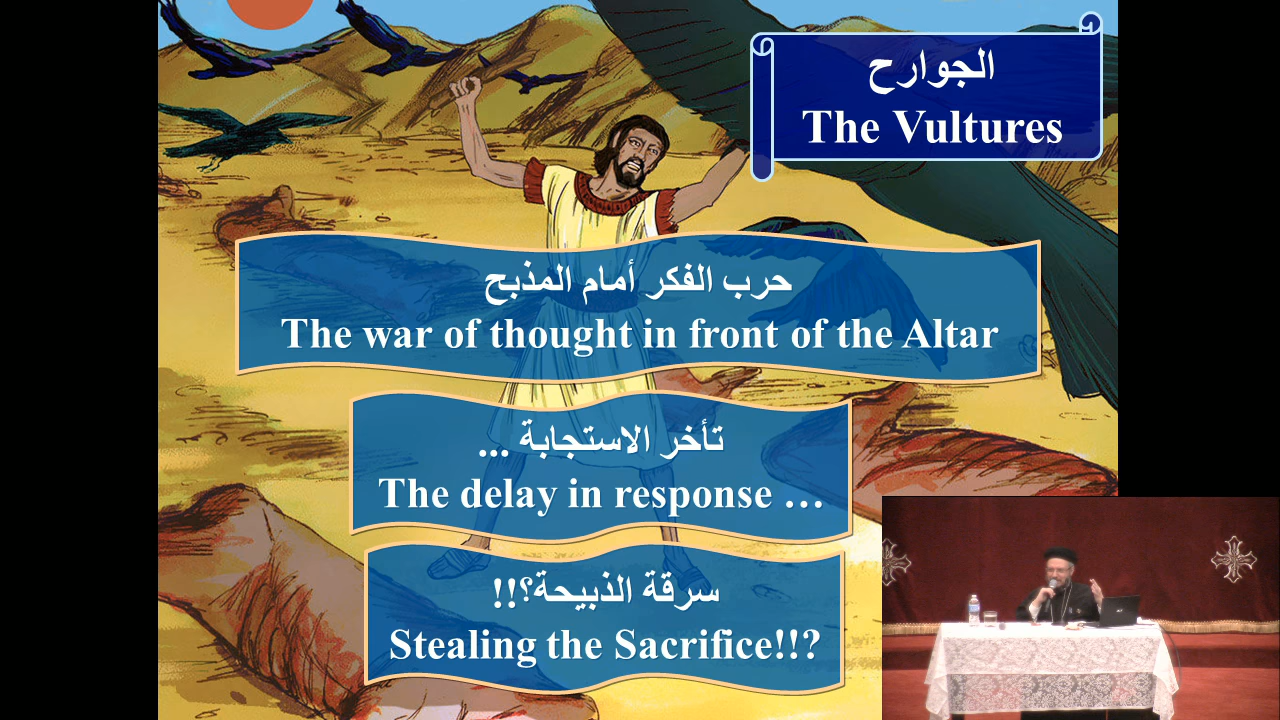 الجوارح
The Vultures
حرب الفكر أمام المذبح
The war of thought in front of the Altar
تأخر الاستجابة ...
The delay in response …
سرقة الذبيحة؟!!
Stealing the Sacrifice!!?